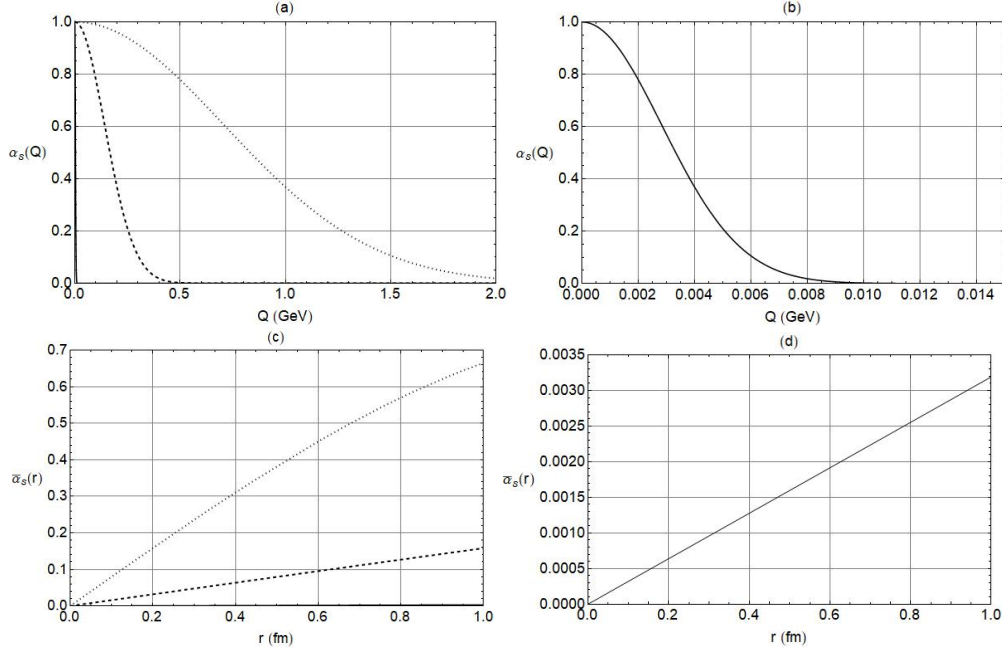 (a)
1.0
0.8
0.6
αs(Q)
0.4
0.2
0.0
0.0 0.5 1.0 1.5 2.0
Q (GeV)
(b)
1.0
0.8
0.6
αs(Q)
0.4
0.2
0.0
0.000 0.002 0.004 0.006 0.008 0.010 0.012 0.014
Q (GeV)
(c)
0.7
0.6
0.5
0.4
ᾱs(r)
0.3
0.2
0.1
0.0
0.0 0.2 0.4 0.6 0.8 1.0
r (fm)
(d)
0.0035
0.0030
0.0025
0.0020
ᾱs(r)
0.0015
0.0010
0.0005
0.0000
0.0 0.2 0.4 0.6 0.8 1.0
r (fm)